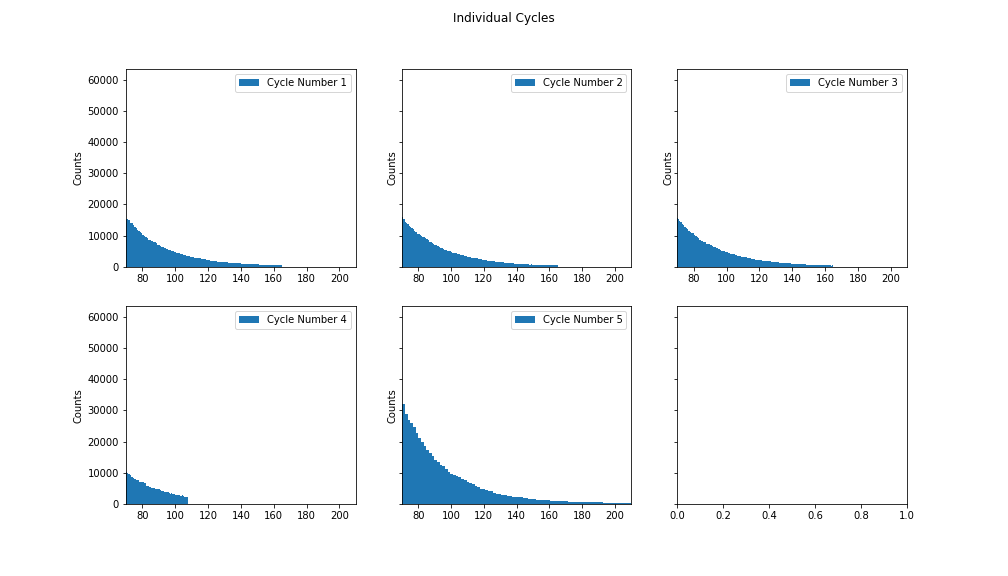 Individual Cycles
60000
50000
40000
30000
20000
10000
0
Counts
Cycle Number 1
80 100 120 140 160 180 200
Counts
Cycle Number 2
80 100 120 140 160 180 200
Counts
Cycle Number 3
80 100 120 140 160 180 200
60000
50000
40000
30000
20000
10000
0
Counts
Cycle Number 4
80 100 120 140 160 180 200
Counts
Cycle Number 5
80 100 120 140 160 180 200
0.0 0.2 0.4 0.6 0.8 1.0